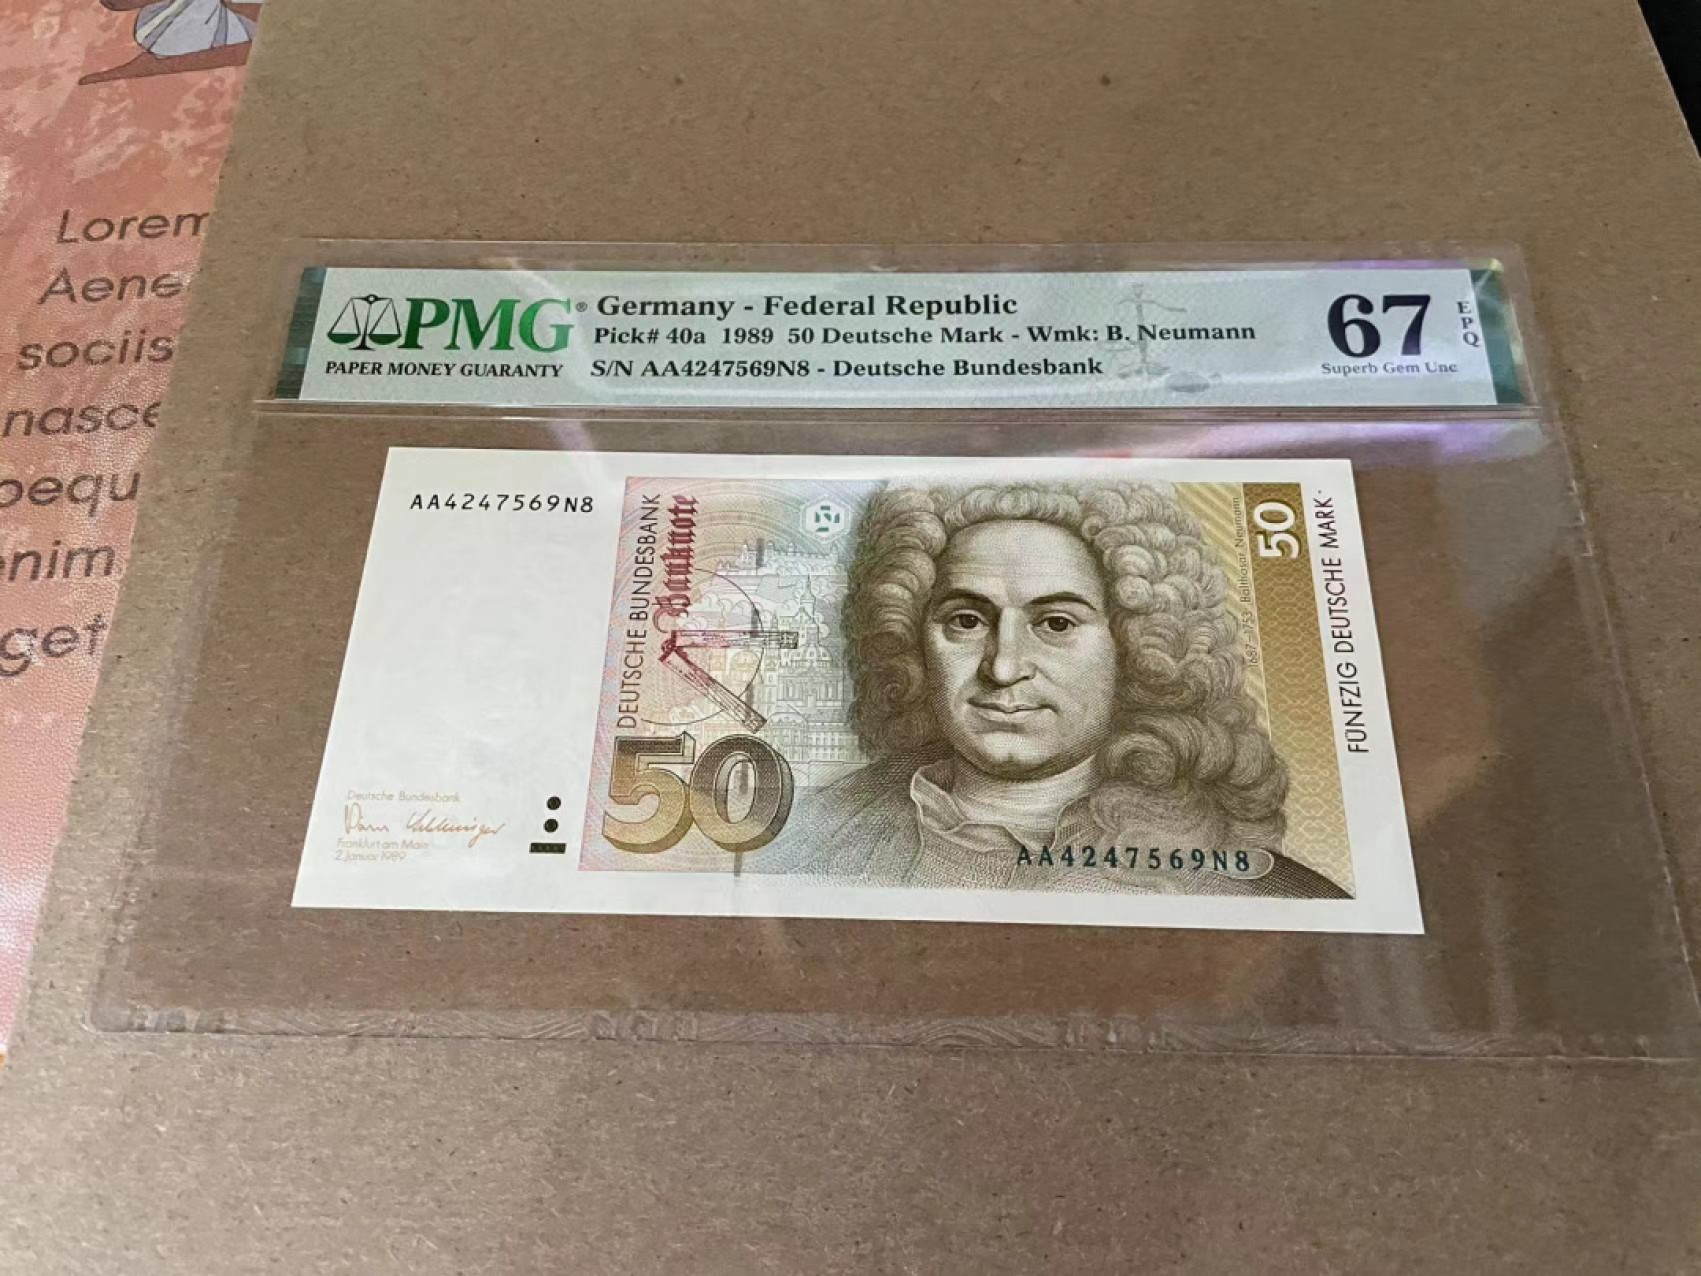 Lorem
Aene
sociis
nasce
pequ
enim
get
PMG®
PAPER MONEY GUARANTY
Germany - Federal Republic
Pick# 40a 1989 50 Deutsche Mark - Wmk: B. Neumann
S/N AA4247569N8 - Deutsche Bundesbank
67
EPQ
Superb Gem Unc
AA4247569N8
DEUTSCHE BUNDESBANK
Banknote
50
1687-1753 Balthasar Neumann
50
FÜNFZIG DEUTSCHE MARK
Deutsche Bundesbank
Frankfurt am Main
2. Januar 1989
AA4247569N8